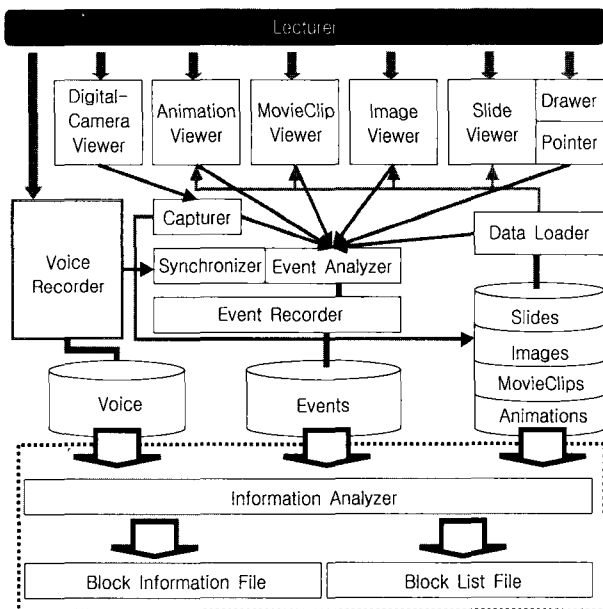 Lecturer
Digital-
Camera
Viewer
Animation
Viewer
MovieClip
Viewer
Image
Viewer
Slide
Viewer
Drawer
Pointer
Capturer
Data Loader
Voice
Recorder
Synchronizer
Event Analyzer
Event Recorder
Slides
Images
MovieClips
Animations
Voice
Events
Information Analyzer
Block Information File
Block List File